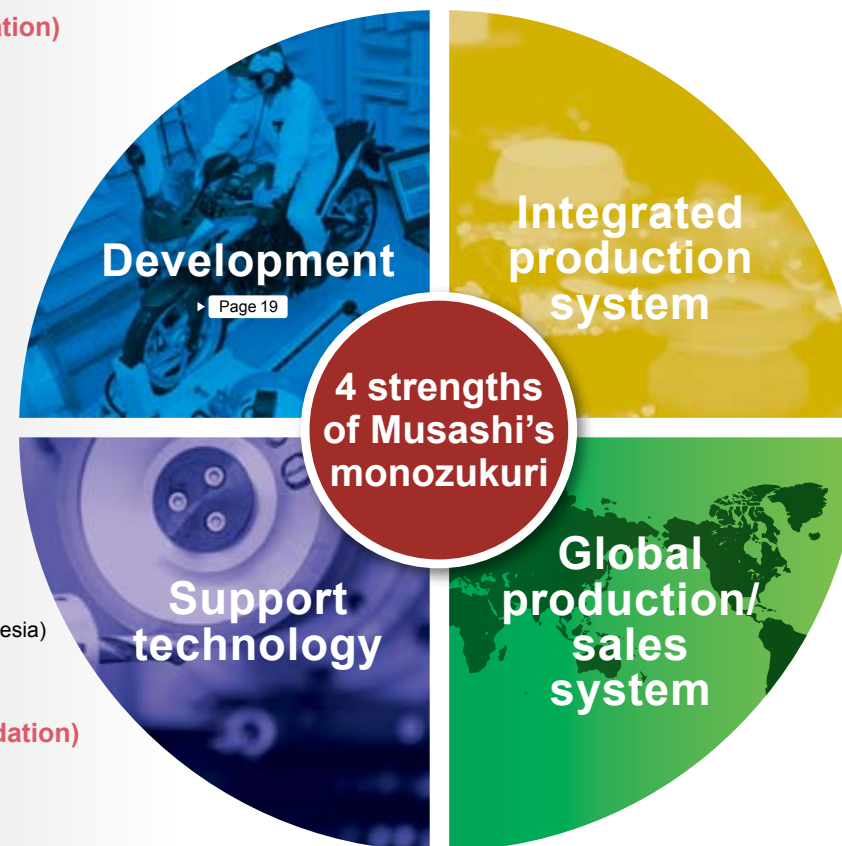 ation)
Development
Page 19
Integrated
production
system
4 strengths
of Musashi's
monozukuri
Support
technology
esia)
dation)
Global
production/
sales
system